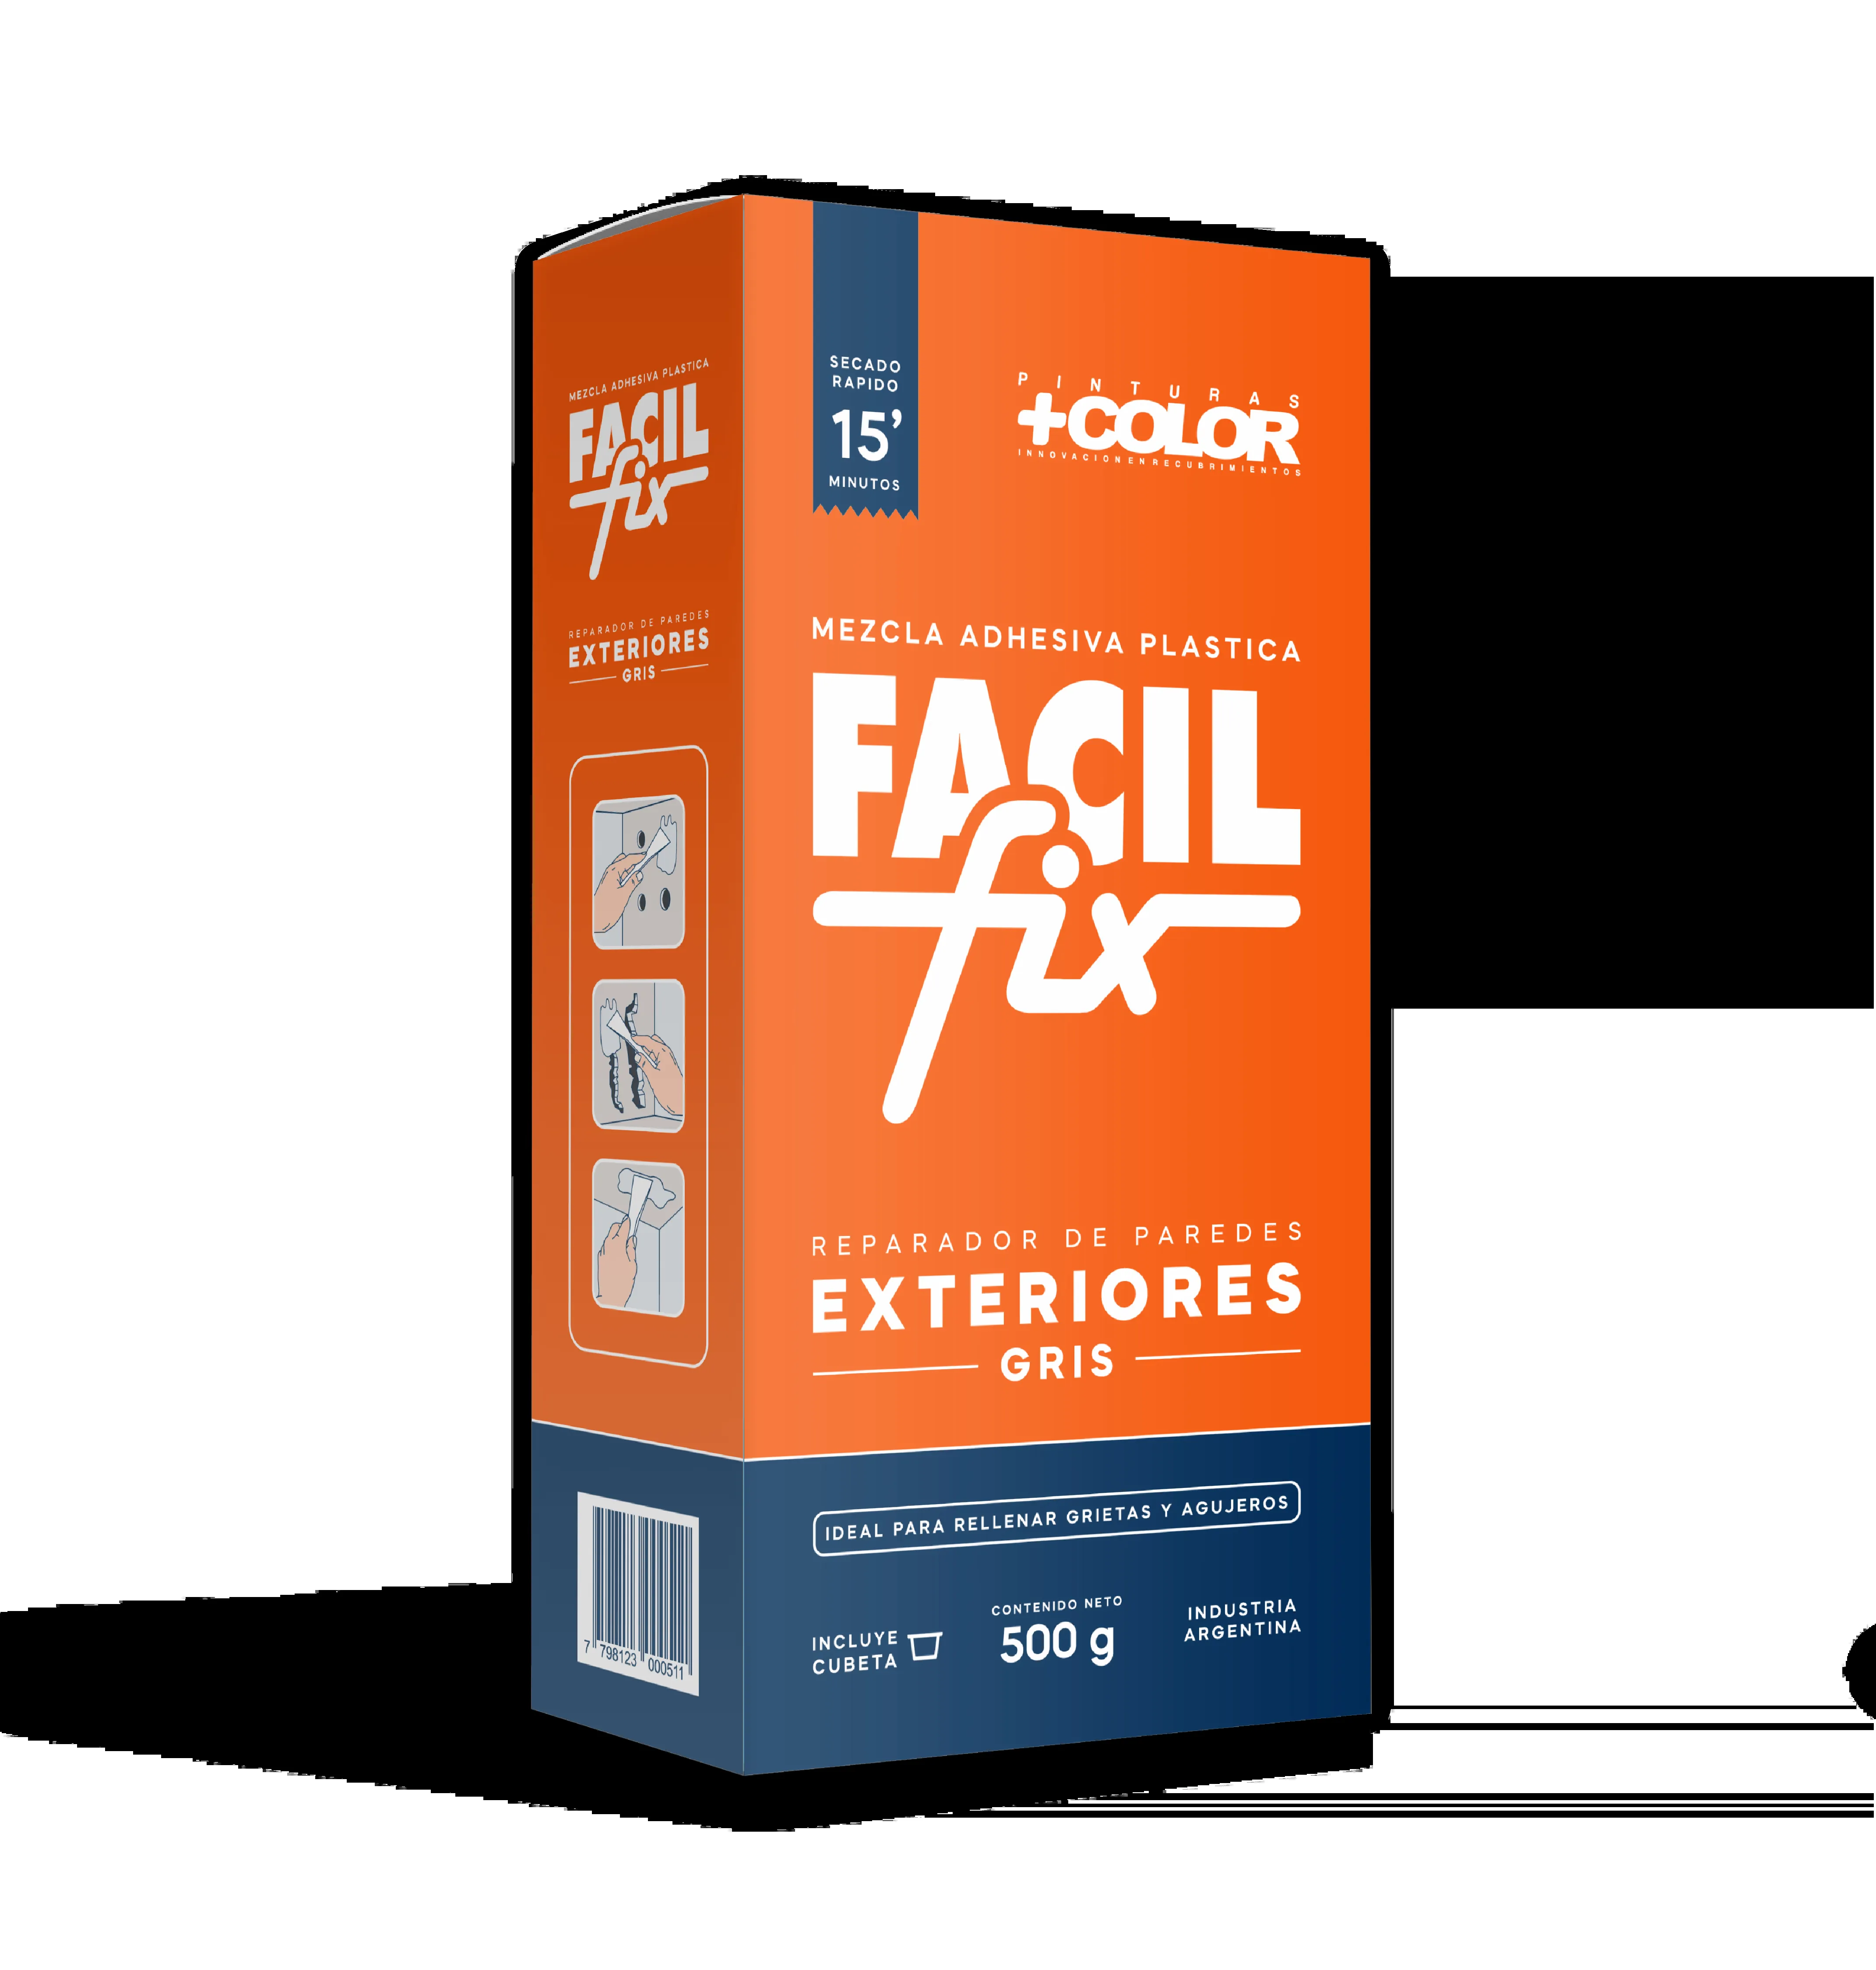 MEZCLA ADHESIVA PLASTICA
FACIL
fix
REPARADOR DE PAREDES
EXTERIORES
GRIS
7 798123 000511
SECADO
RAPIDO
15’
MINUTOS
PINTURAS
+COLOR
INNOVACION EN RECUBRIMIENTOS
MEZCLA ADHESIVA PLASTICA
FACIL
fix
REPARADOR DE PAREDES
EXTERIORES
GRIS
IDEAL PARA RELLENAR GRIETAS Y AGUJEROS
INCLUYE
CUBETA
CONTENIDO NETO
500 g
INDUSTRIA
ARGENTINA